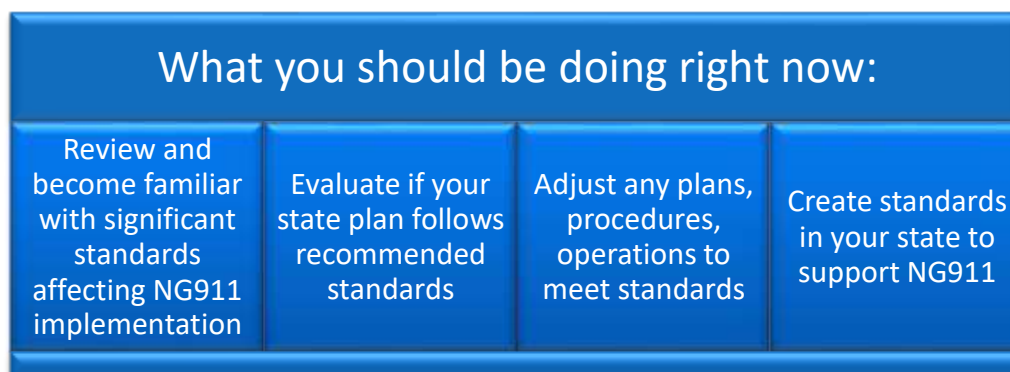 What you should be doing right now:
Review and
become familiar
with significant
standards
affecting NG911
implementation
Evaluate if your
state plan follows
recommended
standards
Adjust any plans,
procedures,
operations to
meet standards
Create standards
in your state to
support NG911